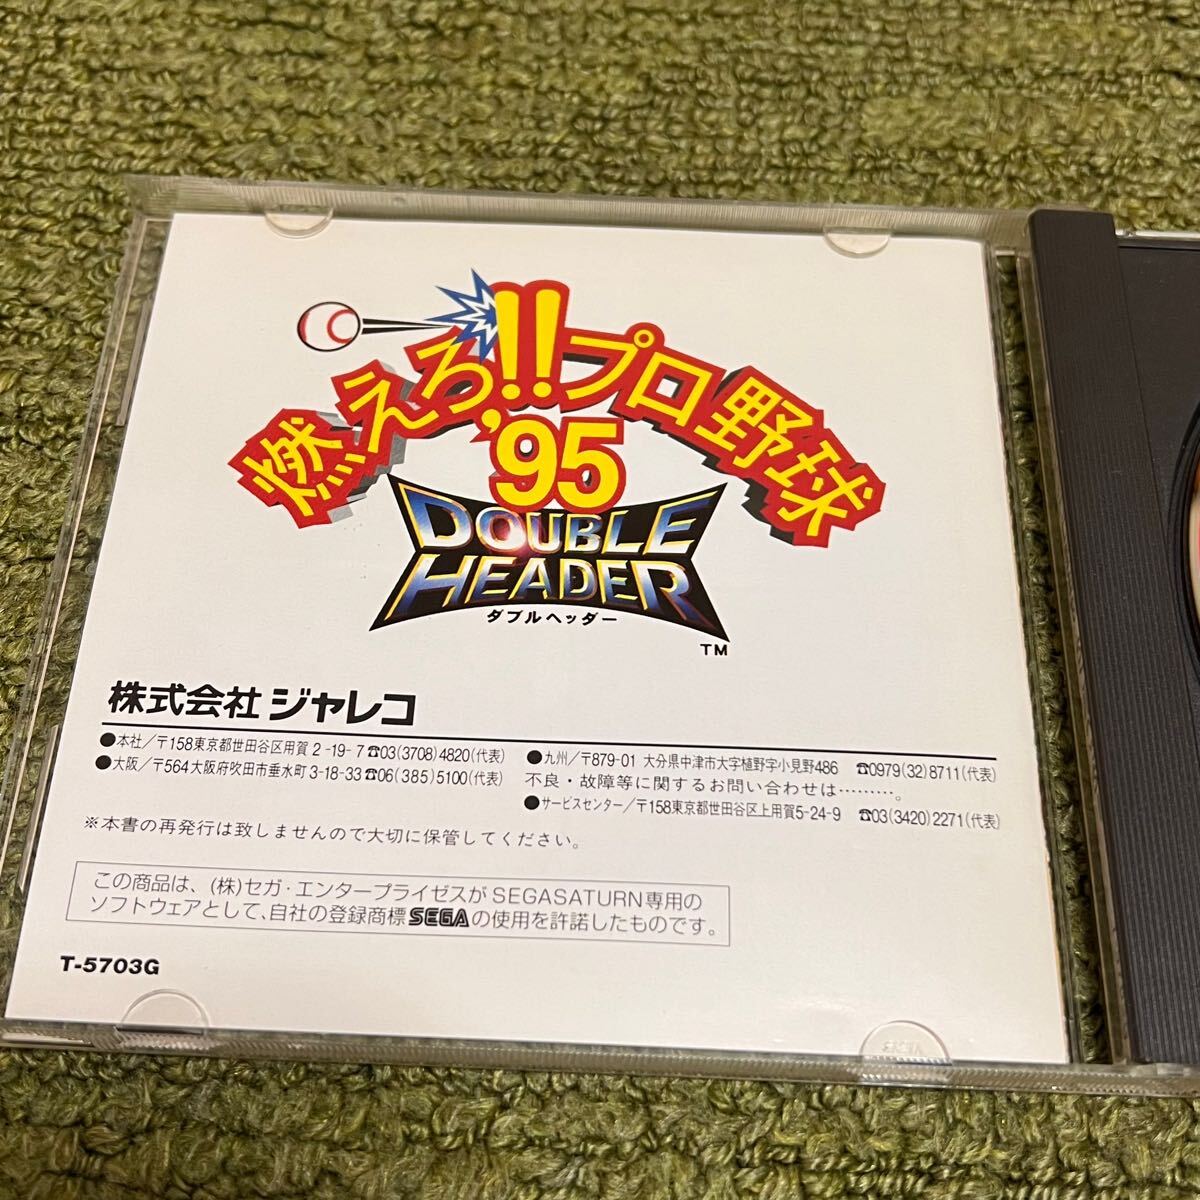 燃えろ!!プロ野球
'95
DOUBLE
HEADER
ダブルヘッダー
TM
株式会社 ジャレコ
●本社／〒158東京都世田谷区用賀2-19-7☎03(3708)4820(代表)
●大阪／〒564大阪府吹田市垂水町3-18-33☎06(385)5100(代表)
●九州／〒879-01 大分県中津市大字植野字小見野486 ☎0979(32)8711(代表)
不良・故障等に関するお問い合わせは………。
●サービスセンター／〒158東京都世田谷区上用賀5-24-9 ☎03(3420)2271(代表)
※本書の再発行は致しませんので大切に保管してください。
この商品は、(株)セガ・エンタープライゼスがSEGASATURN専用の
ソフトウェアとして、自社の登録商標SEGAの使用を許諾したものです。
T-5703G
SEGA